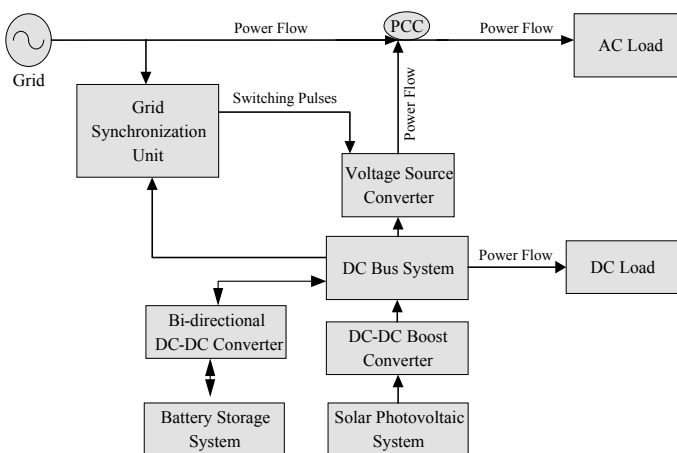 Power Flow
PCC
Power Flow
AC Load
Grid
Grid
Synchronization
Unit
Switching Pulses
Power Flow
Voltage Source
Converter
DC Bus System
Power Flow
DC Load
Bi-directional
DC-DC Converter
DC-DC Boost
Converter
Battery Storage
System
Solar Photovoltaic
System